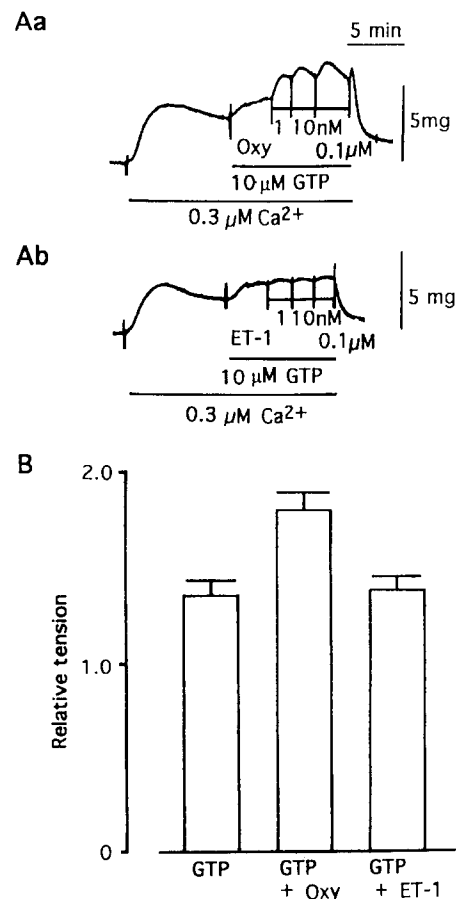 Aa
5 min
5mg
Oxy
1 10nM
0.1µM
10 µM GTP
0.3 µM Ca2+
Ab
5 mg
ET-1
1 10nM
0.1µM
10 µM GTP
0.3 µM Ca2+
B
2.0
1.0
0
Relative tension
GTP
GTP
+ Oxy
GTP
+ ET-1